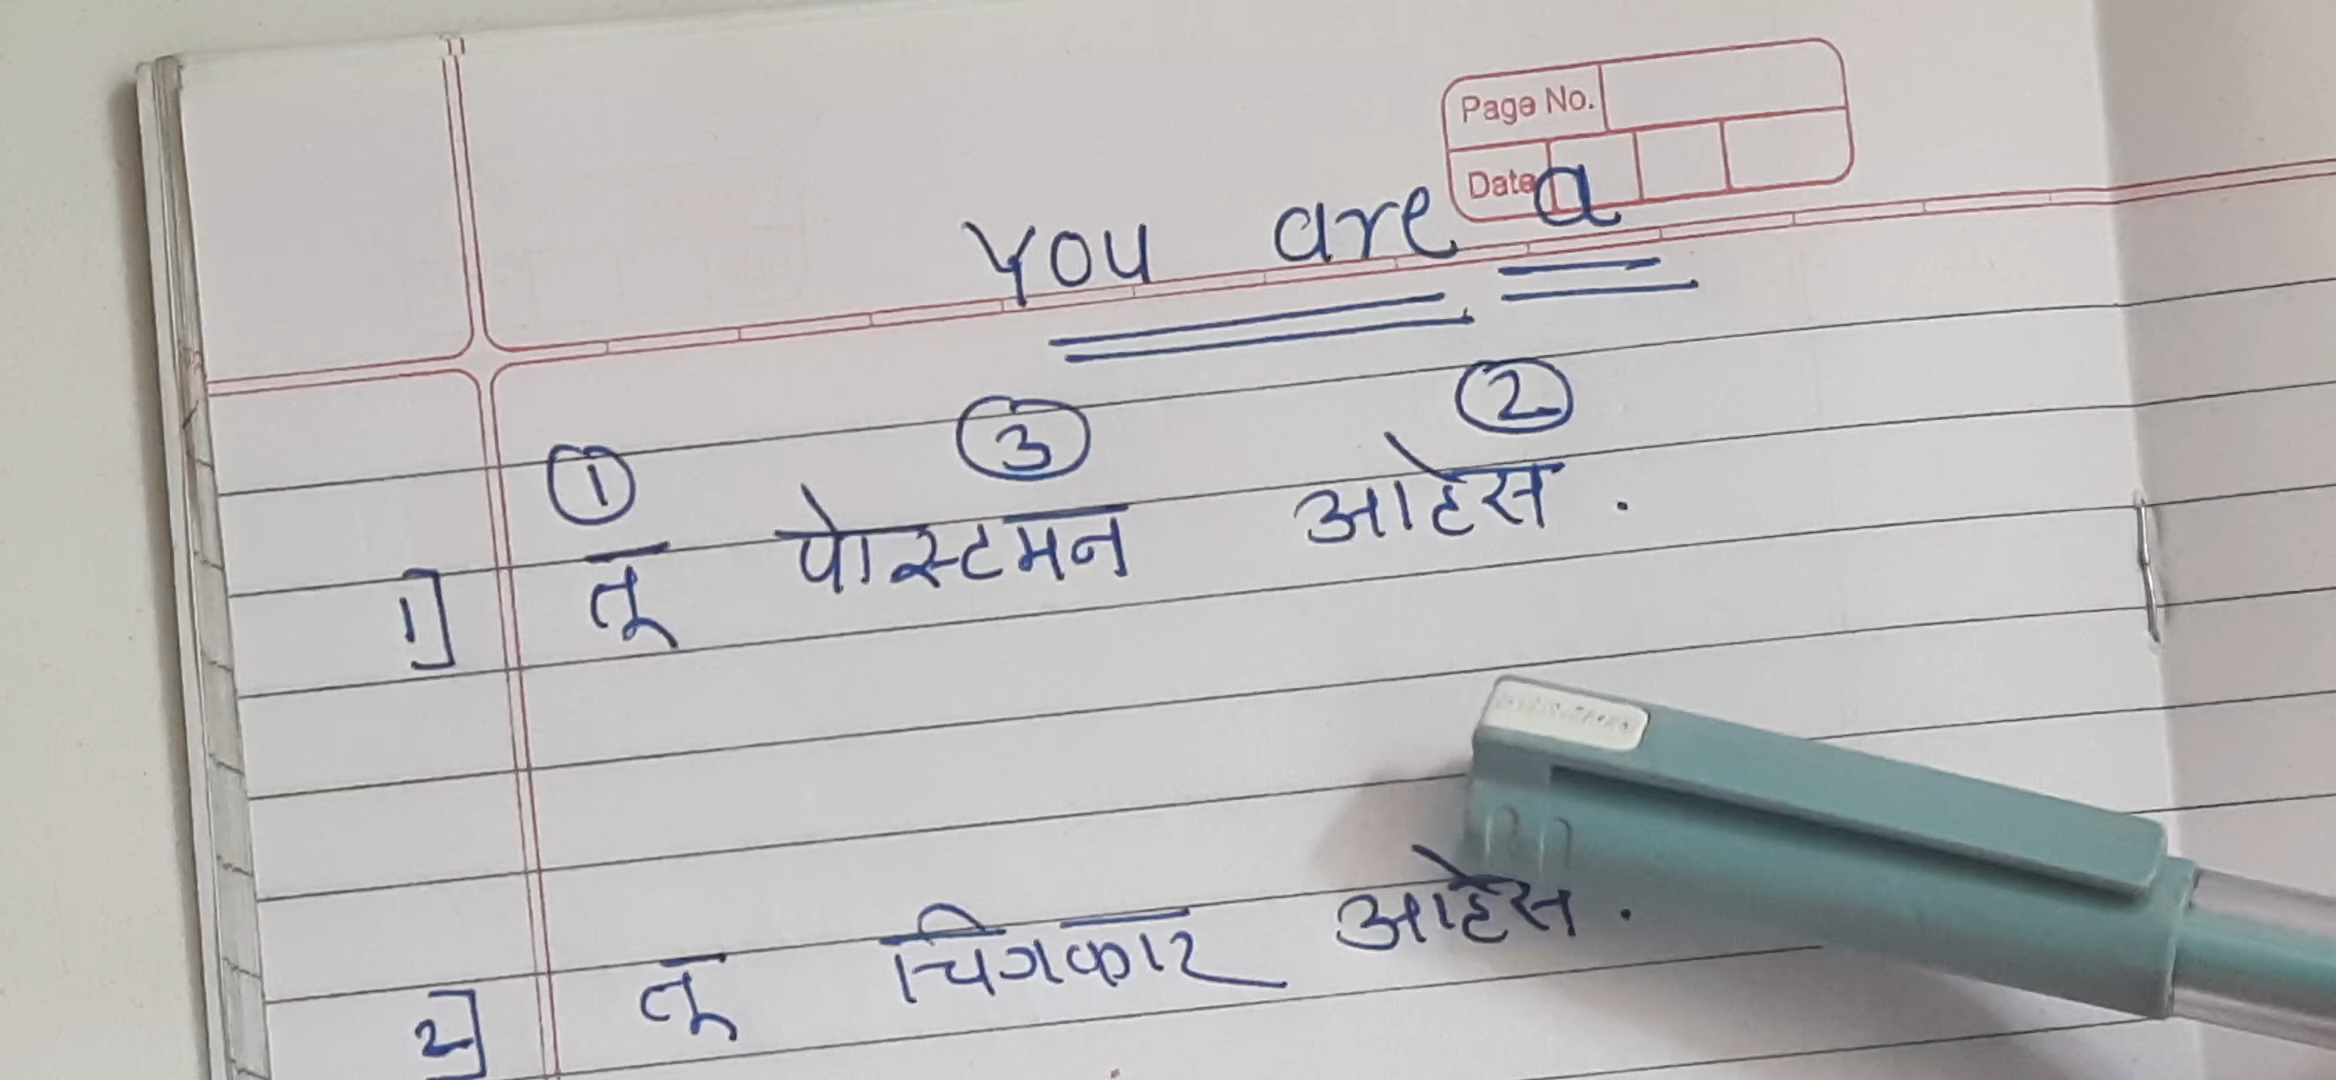 Page No.
Date
You are a
1 3 2
1] तू पोस्टमन आहेस.
2] तू चित्रकार आहेस.